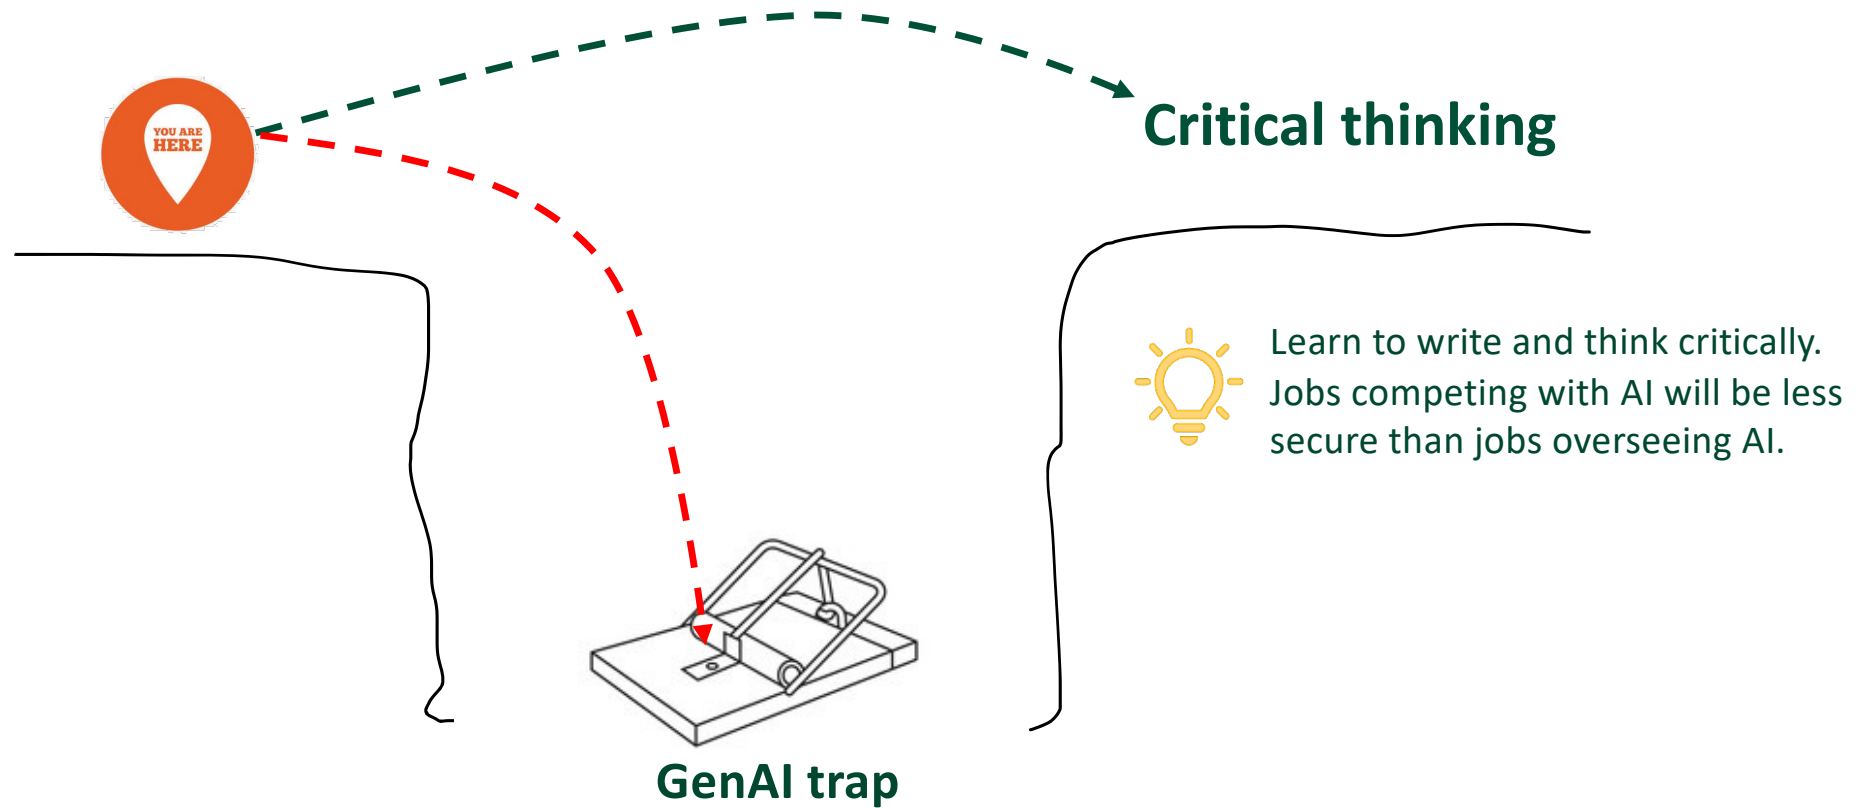 YOU ARE
HERE
Critical thinking
Learn to write and think critically.
Jobs competing with AI will be less
secure than jobs overseeing AI.
GenAI trap